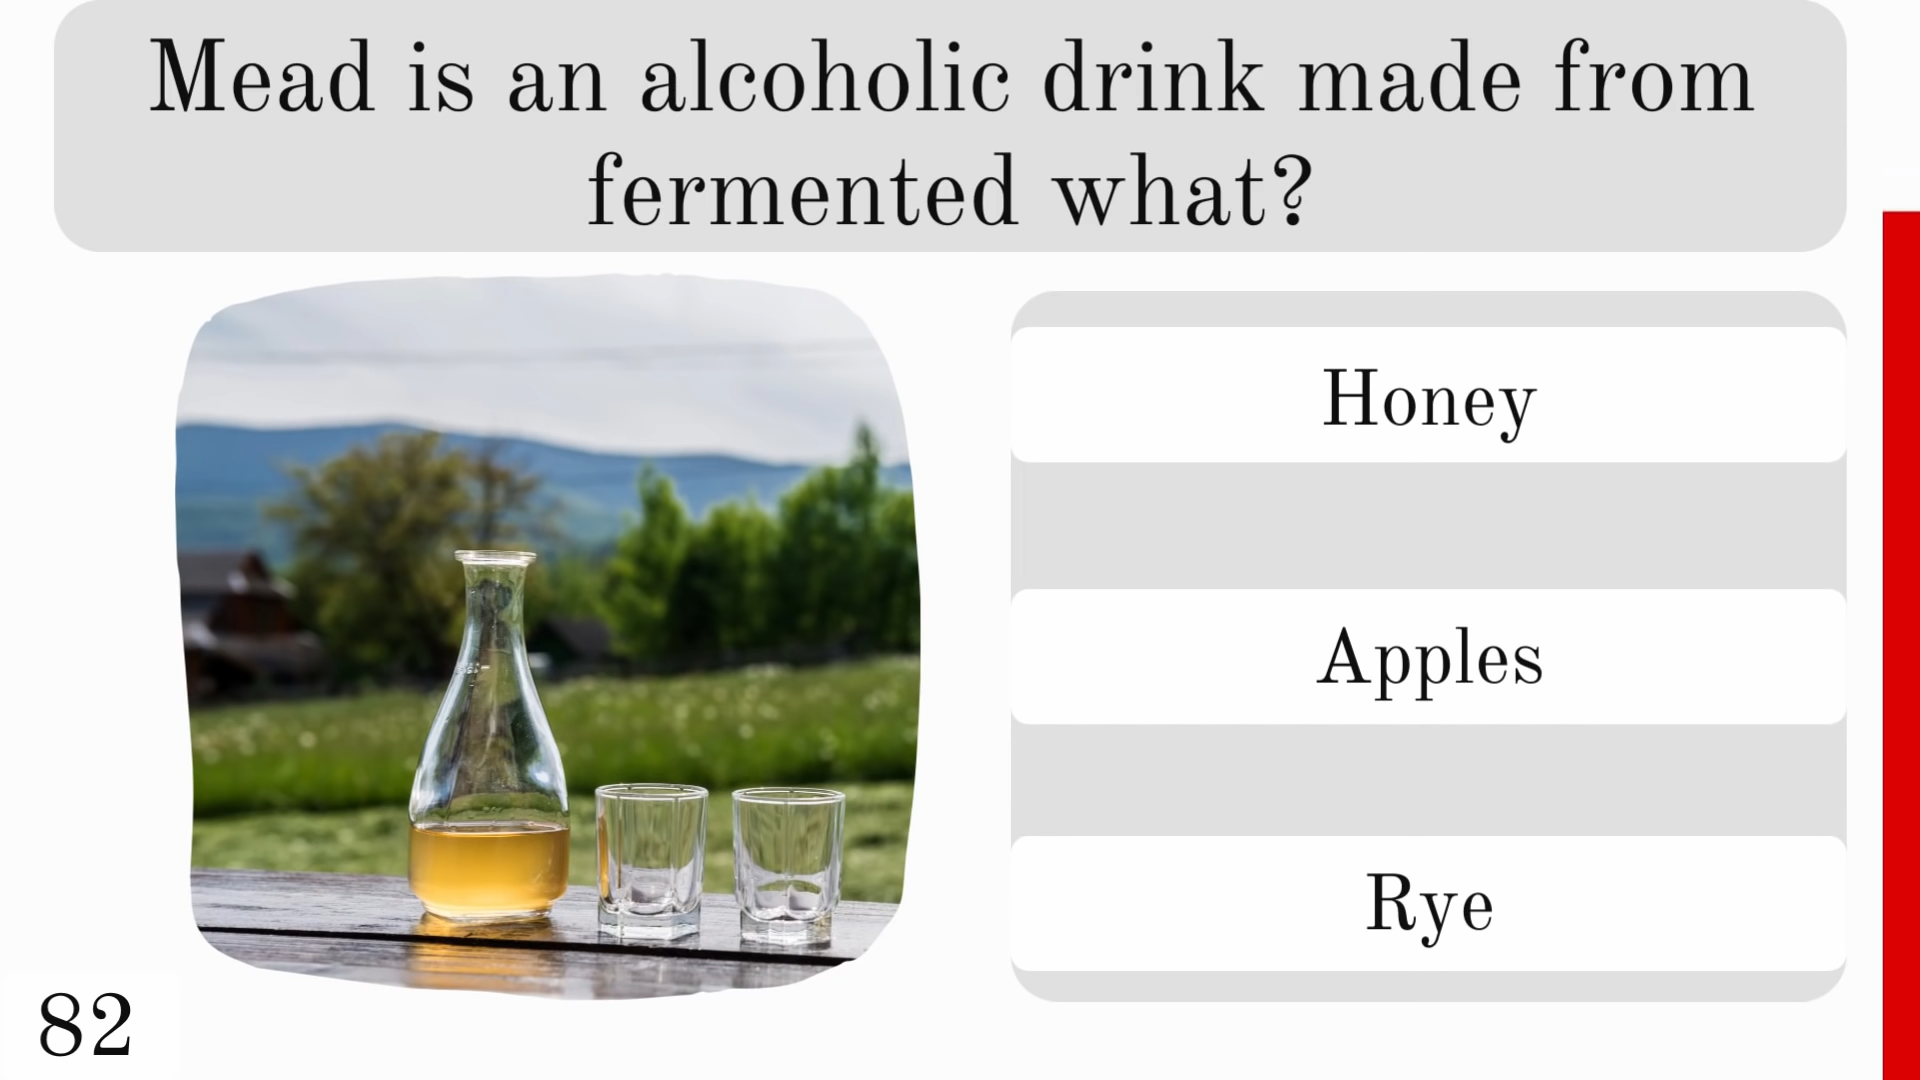 Mead is an alcoholic drink made from
fermented what?
Honey
Apples
Rye
82